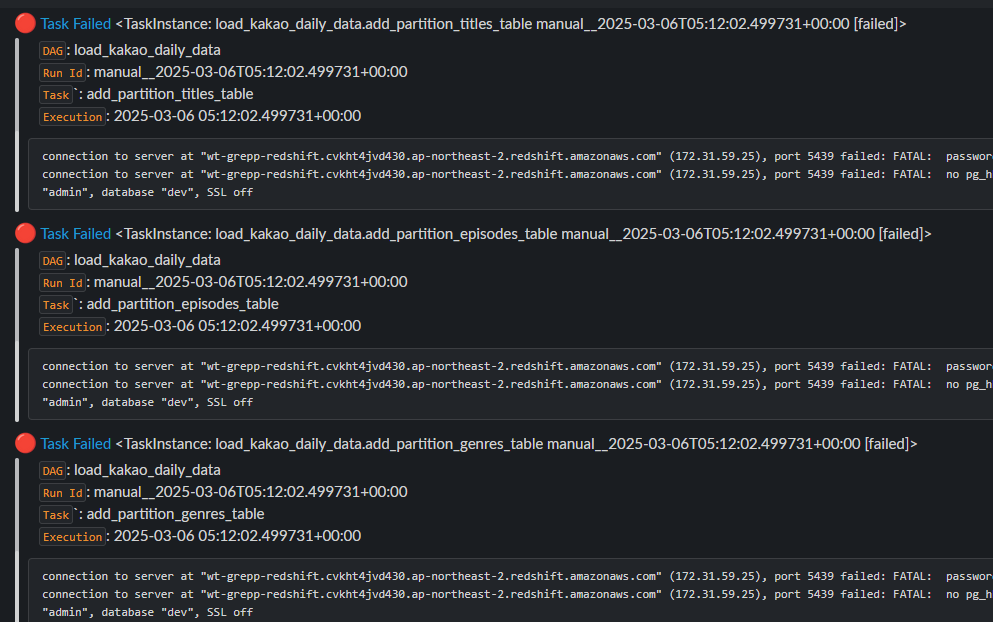 Task Failed <TaskInstance: load_kakao_daily_data.add_partition_titles_table manual__2025-03-06T05:12:02.499731+00:00 [failed]>
DAG: load_kakao_daily_data
Run Id: manual__2025-03-06T05:12:02.499731+00:00
Task`: add_partition_titles_table
Execution: 2025-03-06 05:12:02.499731+00:00
connection to server at "wt-grepp-redshift.cvkht4jvd430.ap-northeast-2.redshift.amazonaws.com" (172.31.59.25), port 5439 failed: FATAL:
connection to server at "wt-grepp-redshift.cvkht4jvd430.ap-northeast-2.redshift.amazonaws.com" (172.31.59.25), port 5439 failed: FATAL:  no
"admin", database "dev", SSL off
Task Failed <TaskInstance: load_kakao_daily_data.add_partition_episodes_table manual__2025-03-06T05:12:02.499731+00:00 [failed]>
DAG: load_kakao_daily_data
Run Id: manual__2025-03-06T05:12:02.499731+00:00
Task`: add_partition_episodes_table
Execution: 2025-03-06 05:12:02.499731+00:00
connection to server at "wt-grepp-redshift.cvkht4jvd430.ap-northeast-2.redshift.amazonaws.com" (172.31.59.25), port 5439 failed: FATAL:
connection to server at "wt-grepp-redshift.cvkht4jvd430.ap-northeast-2.redshift.amazonaws.com" (172.31.59.25), port 5439 failed: FATAL:  no
"admin", database "dev", SSL off
Task Failed <TaskInstance: load_kakao_daily_data.add_partition_genres_table manual__2025-03-06T05:12:02.499731+00:00 [failed]>
DAG: load_kakao_daily_data
Run Id: manual__2025-03-06T05:12:02.499731+00:00
Task`: add_partition_genres_table
Execution: 2025-03-06 05:12:02.499731+00:00
connection to server at "wt-grepp-redshift.cvkht4jvd430.ap-northeast-2.redshift.amazonaws.com" (172.31.59.25), port 5439 failed: FATAL:
connection to server at "wt-grepp-redshift.cvkht4jvd430.ap-northeast-2.redshift.amazonaws.com" (172.31.59.25), port 5439 failed: FATAL:  no
"admin", database "dev", SSL off